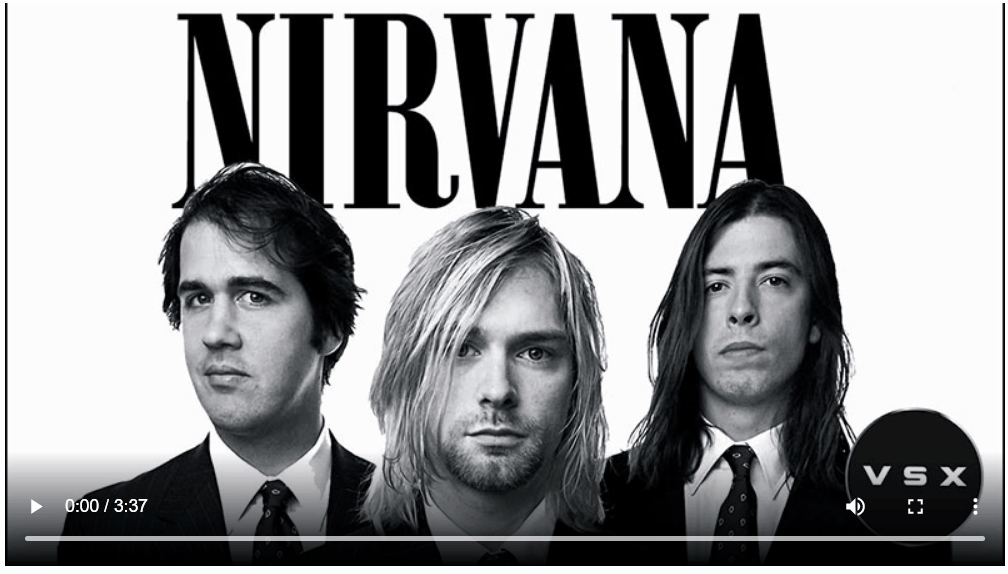 NIRVANA
VSX
0:00 / 3:37